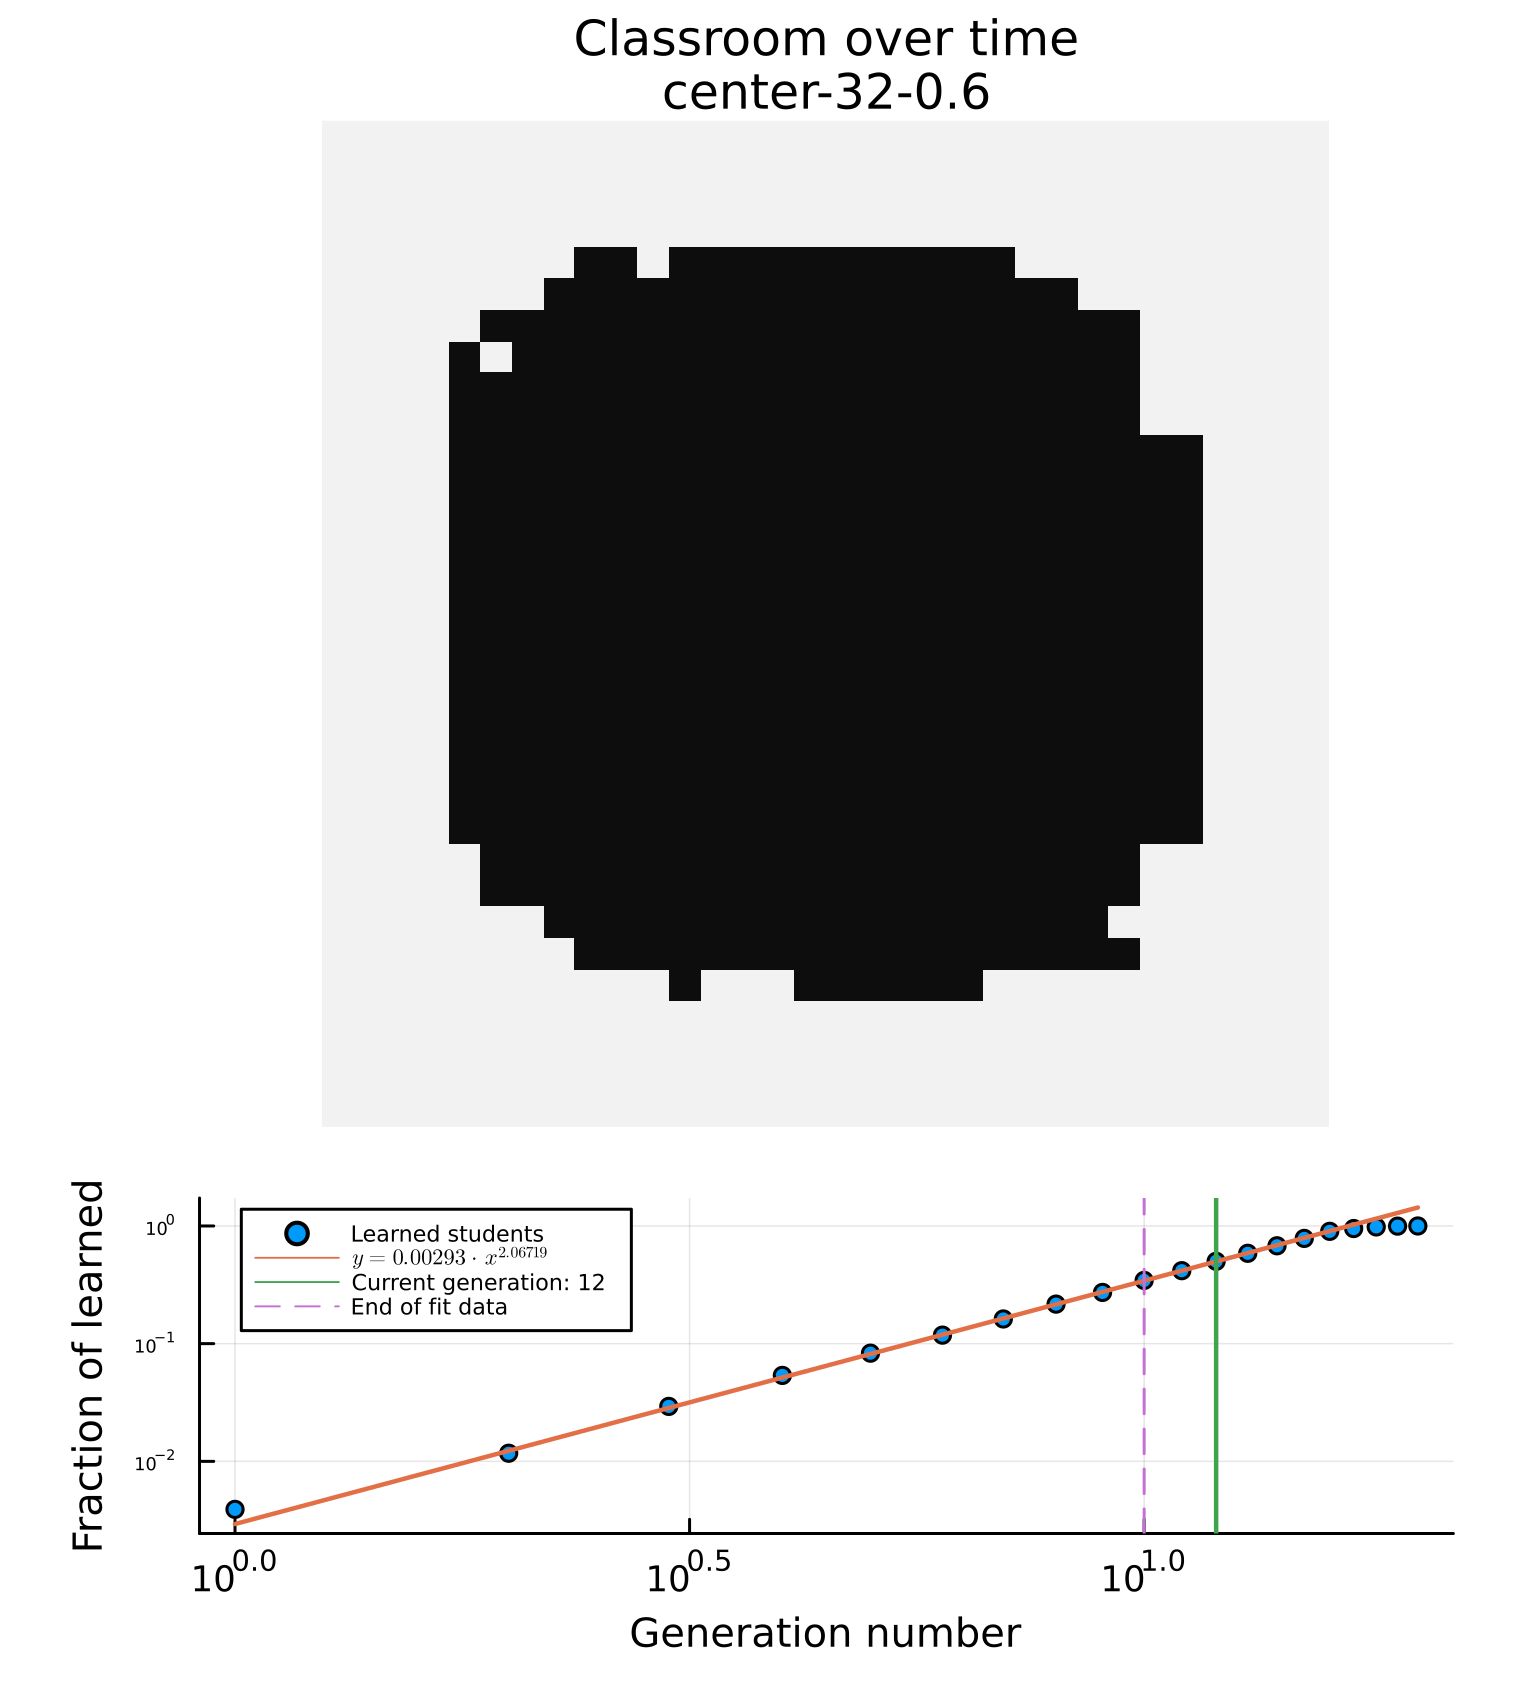 Classroom over time
center-32-0.6
Fraction of learned
10^0
10^−1
10^−2
Learned students
y = 0.00293 · x^2.06719
Current generation: 12
End of fit data
10^0.0 10^0.5 10^1.0
Generation number